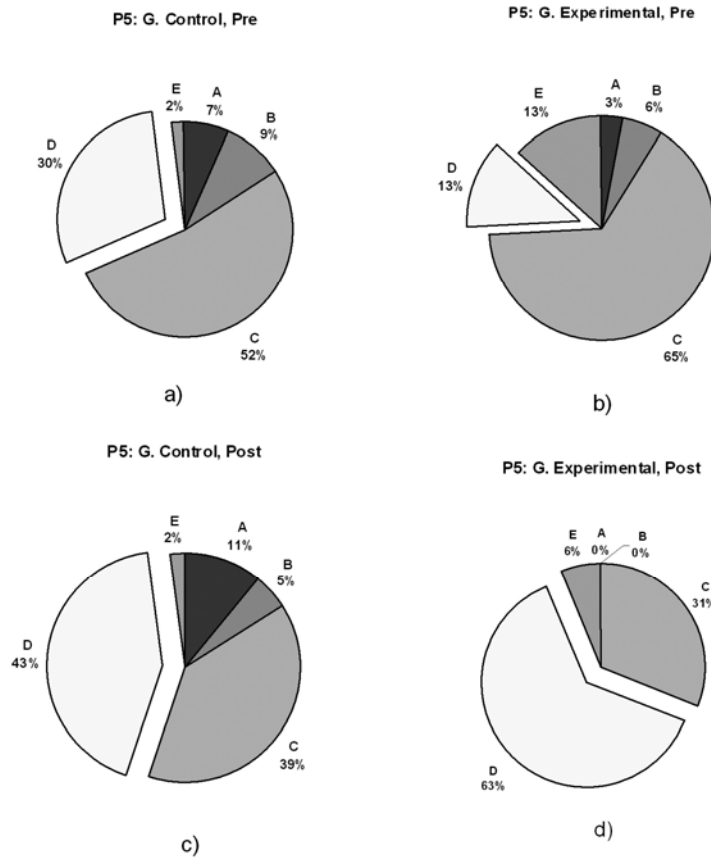 P5: G. Control, Pre
E
2%
A
7%
B
9%
D
30%
C
52%
a)
P5: G. Experimental, Pre
E
13%
A
3%
B
6%
D
13%
C
65%
b)
P5: G. Control, Post
E
2%
A
11%
B
5%
D
43%
C
39%
c)
P5: G. Experimental, Post
E
6%
A
0%
B
0%
C
31%
D
63%
d)